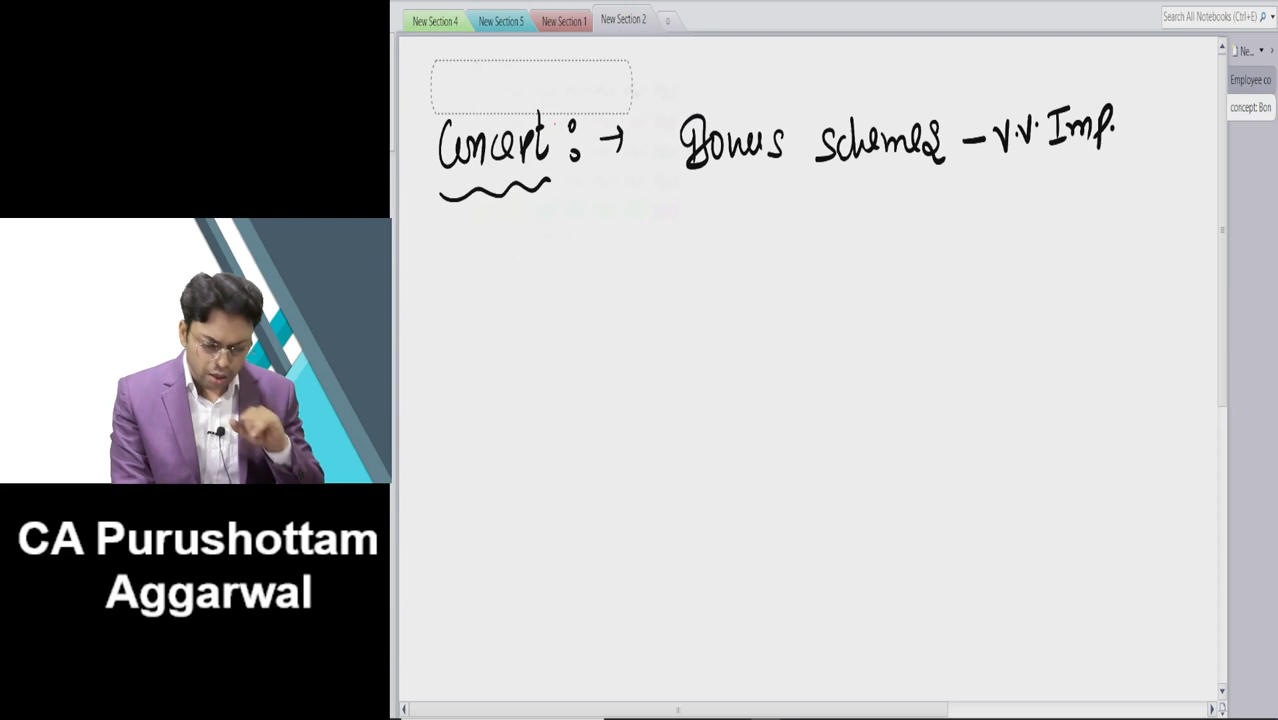 New Section 4 New Section 5 New Section 1 New Section 2
Search All Notebooks (Ctrl+E)
Ne...
Employee co
concept: Bon
Concept : → Bonus Schemes - v.v. Imp.
CA Purushottam
Aggarwal